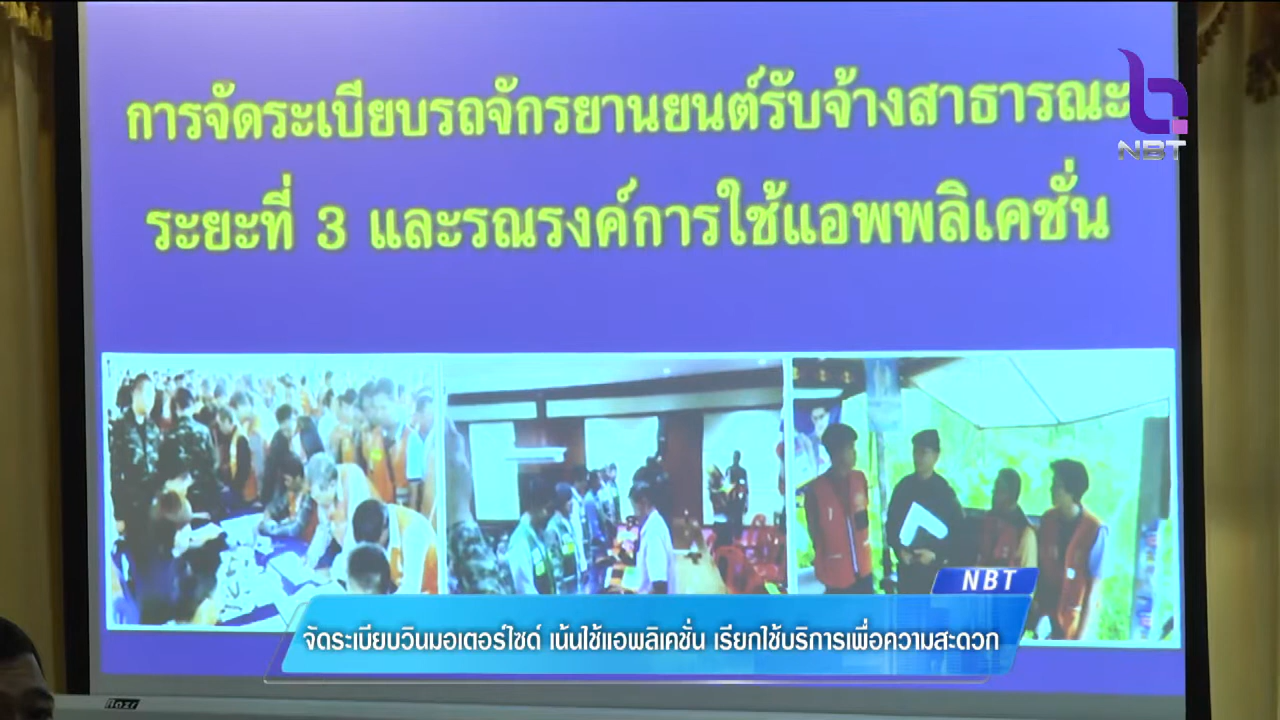 การจัดระเบียบรถจักรยานยนต์รับจ้างสาธารณะ
NBT
ระยะที่ 3 และรณรงค์การใช้แอพพลิเคชั่น
NBT
จัดระเบียบวินมอเตอร์ไซด์ เน้นใช้แอพลิเคชั่น เรียกใช้บริการเพื่อความสะดวก